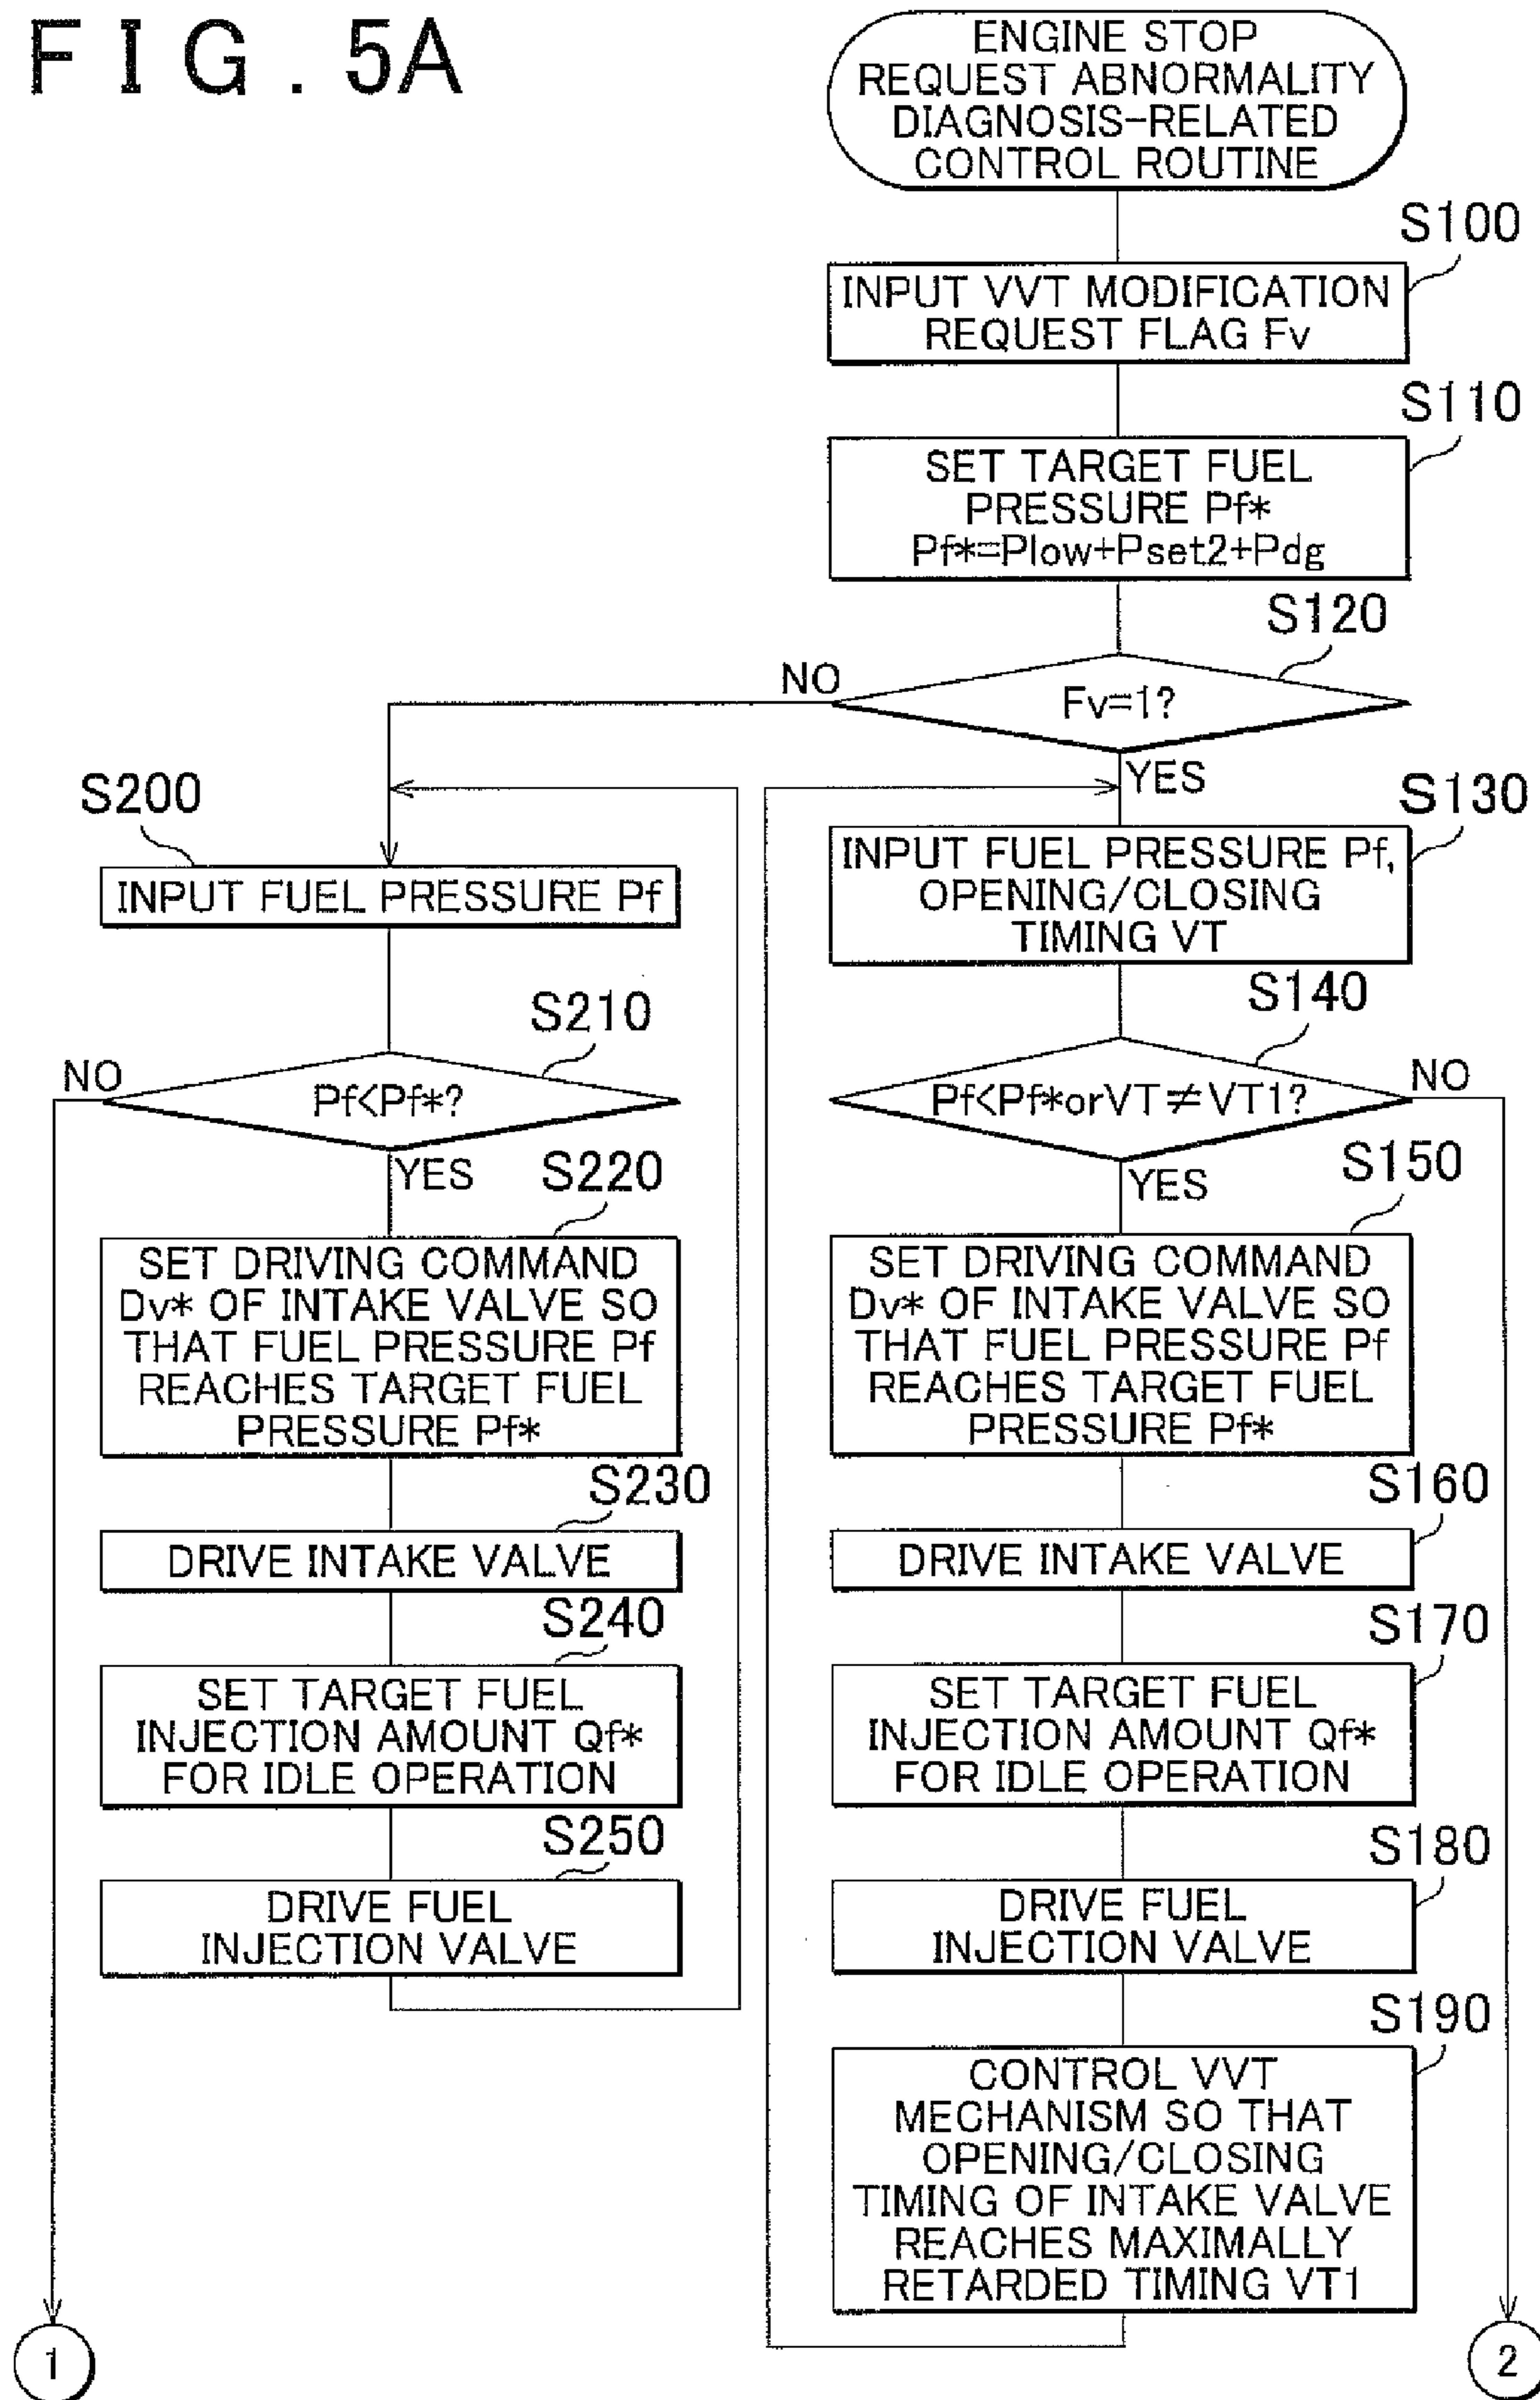 FIG. 5A
ENGINE STOP
REQUEST ABNORMALITY
DIAGNOSIS-RELATED
CONTROL ROUTINE
S100
INPUT VVT MODIFICATION
REQUEST FLAG Fv
S110
SET TARGET FUEL
PRESSURE Pf*
Pf*=Plow+Pset2+Pdg
S120
NO
Fv=1?
YES
S130
INPUT FUEL PRESSURE Pf,
OPENING/CLOSING
TIMING VT
S140
Pf<Pf*orVT≠VT1?
NO
YES
S150
SET DRIVING COMMAND
Dv* OF INTAKE VALVE SO
THAT FUEL PRESSURE Pf
REACHES TARGET FUEL
PRESSURE Pf*
S160
DRIVE INTAKE VALVE
S170
SET TARGET FUEL
INJECTION AMOUNT Qf*
FOR IDLE OPERATION
S180
DRIVE FUEL
INJECTION VALVE
S190
CONTROL VVT
MECHANISM SO THAT
OPENING/CLOSING
TIMING OF INTAKE VALVE
REACHES MAXIMALLY
RETARDED TIMING VT1
2
S200
INPUT FUEL PRESSURE Pf
S210
NO
Pf<Pf*?
YES
S220
SET DRIVING COMMAND
Dv* OF INTAKE VALVE SO
THAT FUEL PRESSURE Pf
REACHES TARGET FUEL
PRESSURE Pf*
S230
DRIVE INTAKE VALVE
S240
SET TARGET FUEL
INJECTION AMOUNT Qf*
FOR IDLE OPERATION
S250
DRIVE FUEL
INJECTION VALVE
1